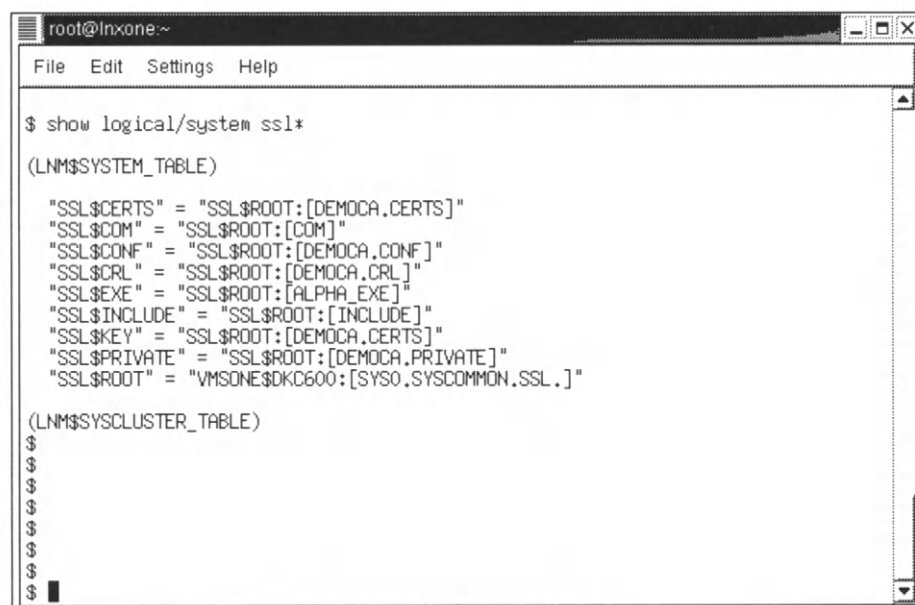 root@lnxone:~
File Edit Settings Help
$ show logical/system ssl*
(LNM$SYSTEM_TABLE)
"SSL$CERTS" = "SSL$ROOT:[DEMOCA.CERTS]"
"SSL$COM" = "SSL$ROOT:[COM]"
"SSL$CONF" = "SSL$ROOT:[DEMOCA.CONF]"
"SSL$CRL" = "SSL$ROOT:[DEMOCA.CRL]"
"SSL$EXE" = "SSL$ROOT:[ALPHA_EXE]"
"SSL$INCLUDE" = "SSL$ROOT:[INCLUDE]"
"SSL$KEY" = "SSL$ROOT:[DEMOCA.CERTS]"
"SSL$PRIVATE" = "SSL$ROOT:[DEMOCA.PRIVATE]"
"SSL$ROOT" = "VMSONE$DKC600:[SYS0.SYSCOMMON.SSL.]"
(LNM$SYSCLUSTER_TABLE)
$
$
$
$
$
$
$
$